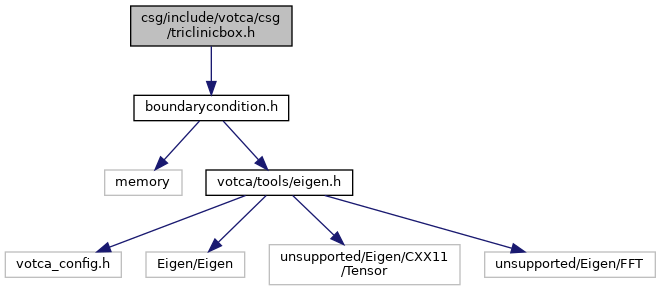 csg/include/votca/csg
/triclinicbox.h
boundarycondition.h
memory
votca/tools/eigen.h
votca_config.h
Eigen/Eigen
unsupported/Eigen/CXX11
/Tensor
unsupported/Eigen/FFT